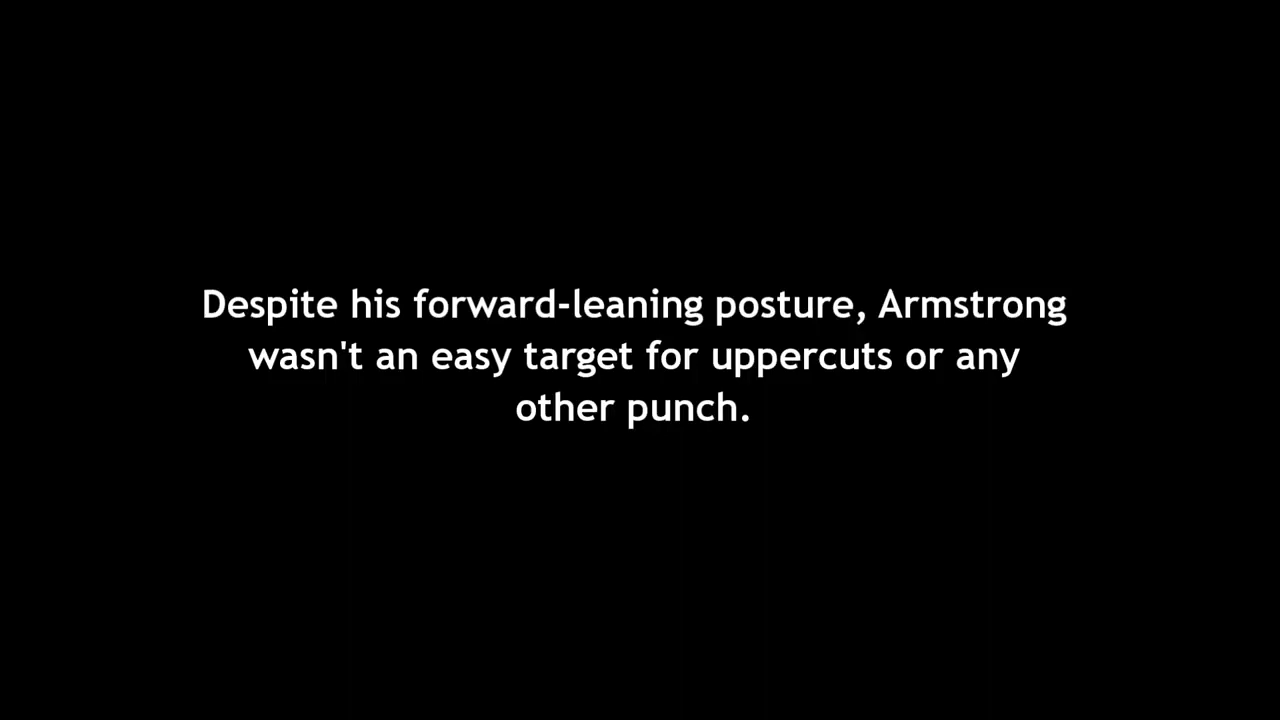 Despite his forward-leaning posture, Armstrong
wasn't an easy target for uppercuts or any
other punch.